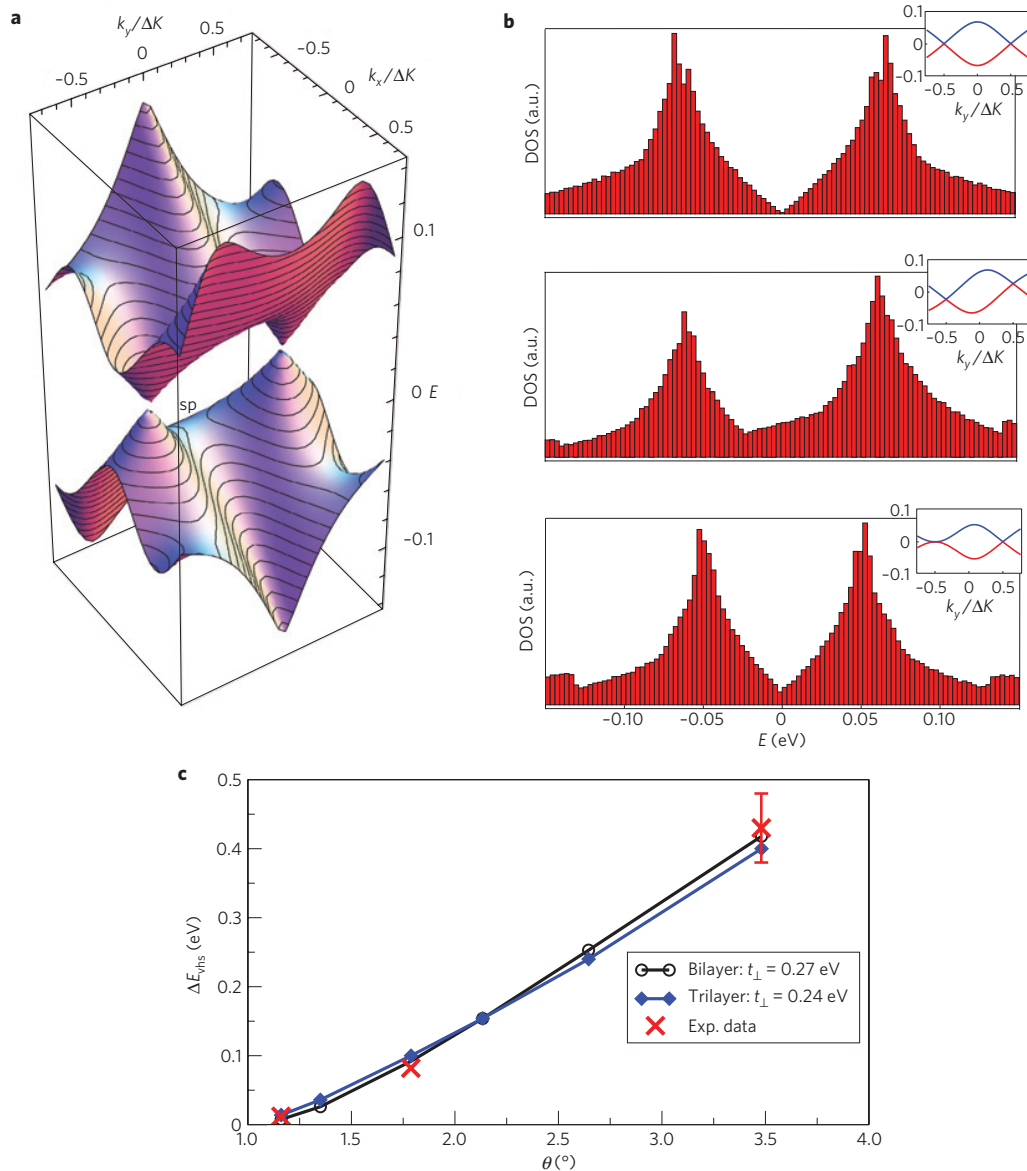 a
k_y/ΔK
0.5
0
−0.5
−0.5
k_x/ΔK
0
0.5
0.1
0 E
sp
−0.1
b
DOS (a.u.)
0.1
0
−0.1
−0.5 0 0.5
k_y/ΔK
DOS (a.u.)
0.1
0
−0.1
−0.5 0 0.5
k_y/ΔK
DOS (a.u.)
0.1
0
−0.1
−0.5 0 0.5
k_y/ΔK
−0.10 −0.05 0 0.05 0.10
E (eV)
c
0.5
0.4
0.3
0.2
0.1
0
ΔE_vhs (eV)
Bilayer: t⊥ = 0.27 eV
Trilayer: t⊥ = 0.24 eV
Exp. data
1.0 1.5 2.0 2.5 3.0 3.5 4.0
θ (°)